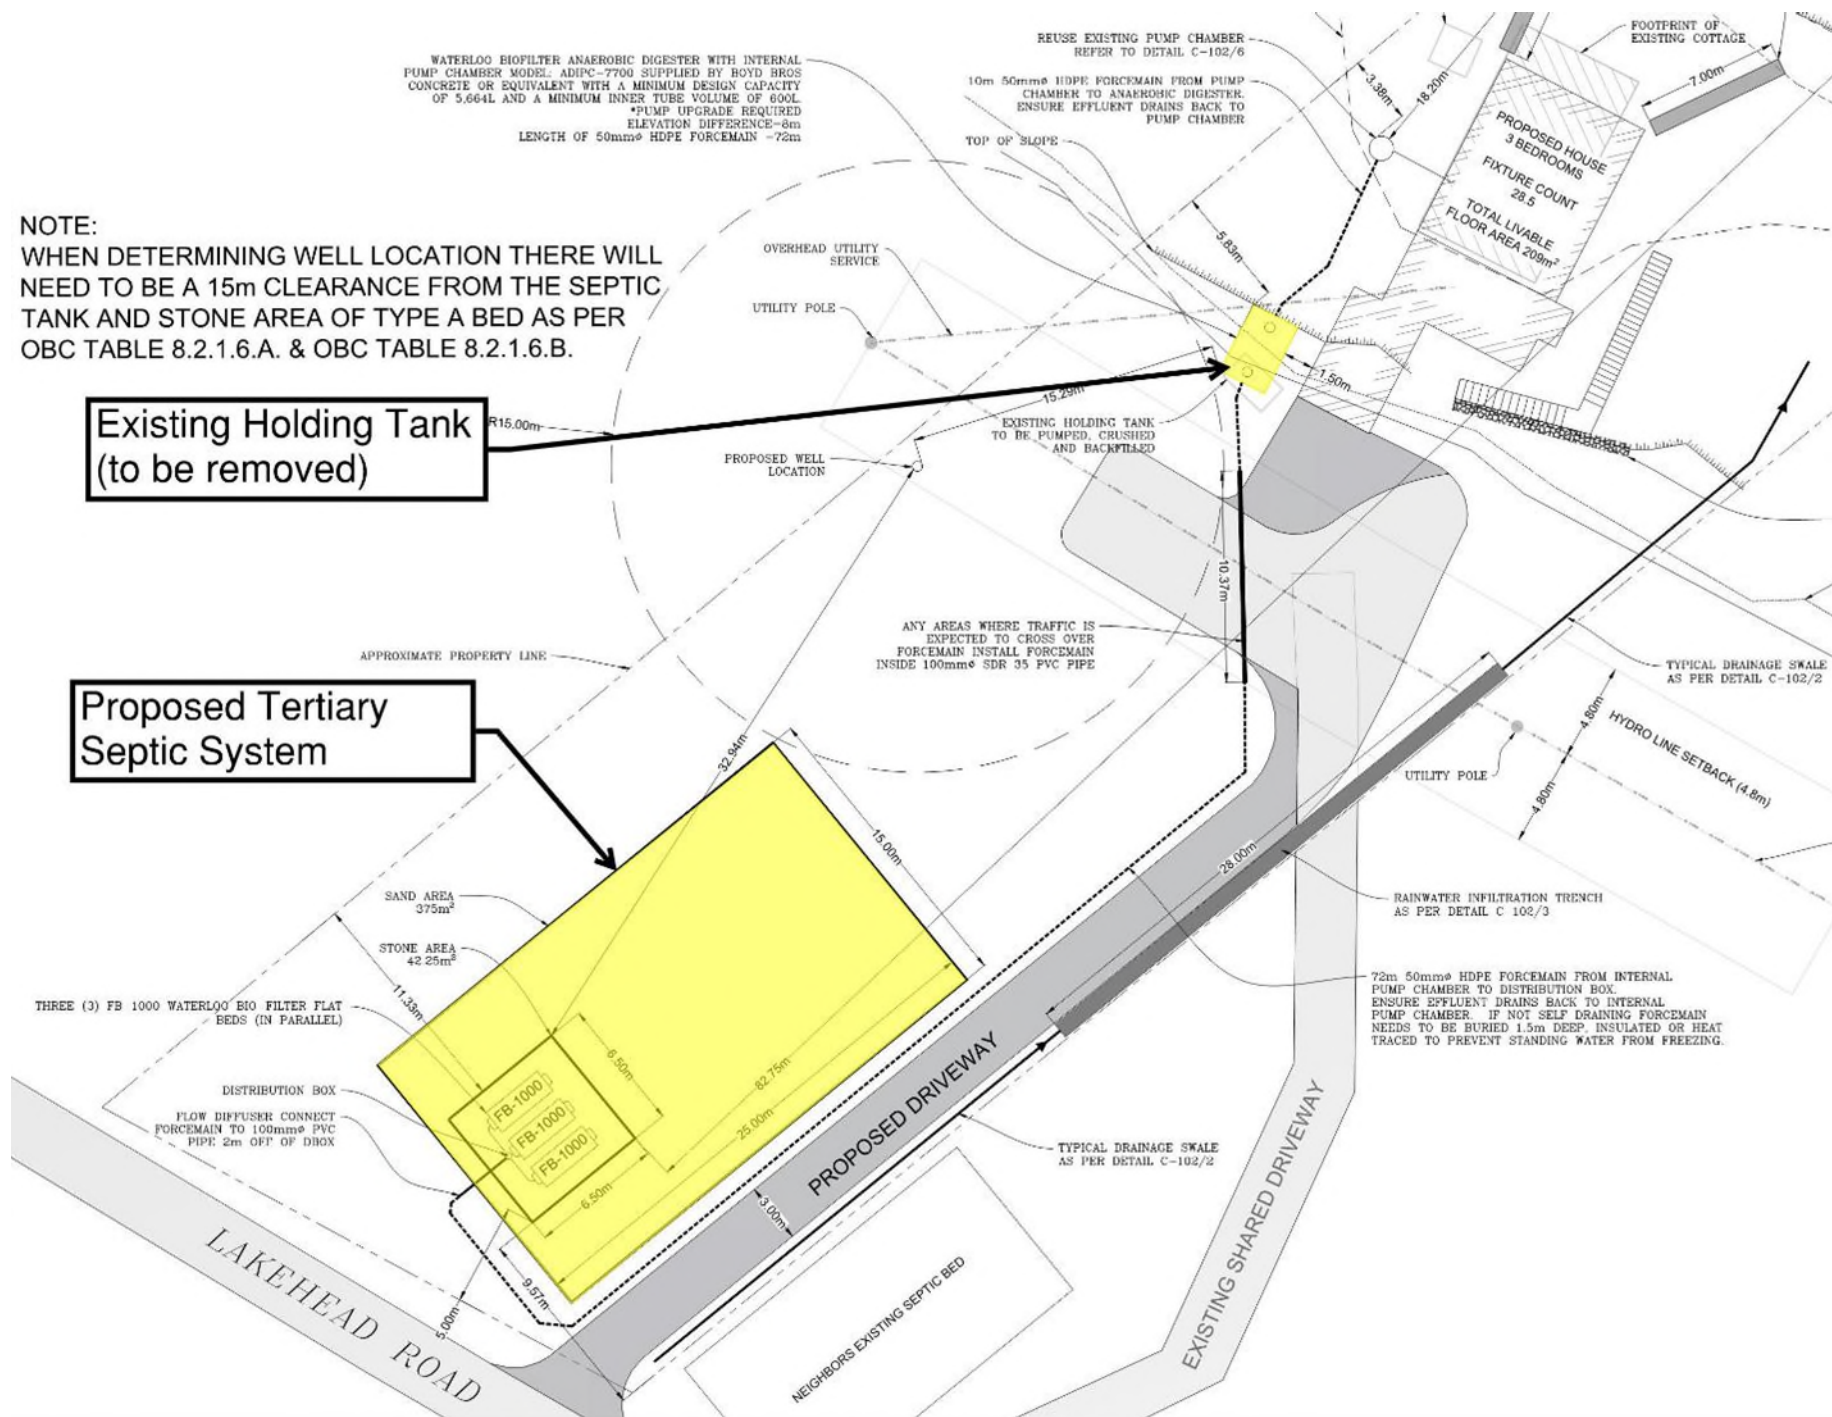 WATERLOO BIOFILTER ANAEROBIC DIGESTER WITH INTERNAL
PUMP CHAMBER MODEL: ADIPC-7700 SUPPLIED BY BOYD BROS
CONCRETE OR EQUIVALENT WITH A MINIMUM DESIGN CAPACITY
OF 5,664L AND A MINIMUM INNER TUBE VOLUME OF 600L.
*PUMP UPGRADE REQUIRED
ELEVATION DIFFERENCE-8m
LENGTH OF 50mmø HDPE FORCEMAIN -72m
REUSE EXISTING PUMP CHAMBER
REFER TO DETAIL C-102/6
10m 50mmø HDPE FORCEMAIN FROM PUMP
CHAMBER TO ANAEROBIC DIGESTER.
ENSURE EFFLUENT DRAINS BACK TO
PUMP CHAMBER
TOP OF SLOPE
FOOTPRINT OF
EXISTING COTTAGE
3.38m
18.20m
7.00m
PROPOSED HOUSE
3 BEDROOMS
FIXTURE COUNT
28.5
TOTAL LIVABLE
FLOOR AREA 209m²
NOTE:
WHEN DETERMINING WELL LOCATION THERE WILL
NEED TO BE A 15m CLEARANCE FROM THE SEPTIC
TANK AND STONE AREA OF TYPE A BED AS PER
OBC TABLE 8.2.1.6.A. & OBC TABLE 8.2.1.6.B.
OVERHEAD UTILITY
SERVICE
UTILITY POLE
5.83m
1.50m
15.29m
Existing Holding Tank
(to be removed)
R15.00m
EXISTING HOLDING TANK
TO BE PUMPED, CRUSHED
AND BACKFILLED
PROPOSED WELL
LOCATION
10.37m
ANY AREAS WHERE TRAFFIC IS
EXPECTED TO CROSS OVER
FORCEMAIN INSTALL FORCEMAIN
INSIDE 100mmø SDR 35 PVC PIPE
APPROXIMATE PROPERTY LINE
TYPICAL DRAINAGE SWALE
AS PER DETAIL C-102/2
Proposed Tertiary
Septic System
4.80m
HYDRO LINE SETBACK (4.8m)
UTILITY POLE
4.80m
32.94m
15.00m
28.00m
SAND AREA
375m²
STONE AREA
42.25m²
RAINWATER INFILTRATION TRENCH
AS PER DETAIL C 102/3
11.33m
THREE (3) FB 1000 WATERLOO BIO FILTER FLAT
BEDS (IN PARALLEL)
72m 50mmø HDPE FORCEMAIN FROM INTERNAL
PUMP CHAMBER TO DISTRIBUTION BOX.
ENSURE EFFLUENT DRAINS BACK TO INTERNAL
PUMP CHAMBER. IF NOT SELF DRAINING FORCEMAIN
NEEDS TO BE BURIED 1.5m DEEP, INSULATED OR HEAT
TRACED TO PREVENT STANDING WATER FROM FREEZING.
6.50m
82.75m
25.00m
DISTRIBUTION BOX
FLOW DIFFUSER CONNECT
FORCEMAIN TO 100mmø PVC
PIPE 2m OFF OF DBOX
FB-1000
FB-1000
FB-1000
6.50m
PROPOSED DRIVEWAY
TYPICAL DRAINAGE SWALE
AS PER DETAIL C-102/2
3.00m
9.57m
5.00m
LAKEHEAD ROAD
NEIGHBORS EXISTING SEPTIC BED
EXISTING SHARED DRIVEWAY